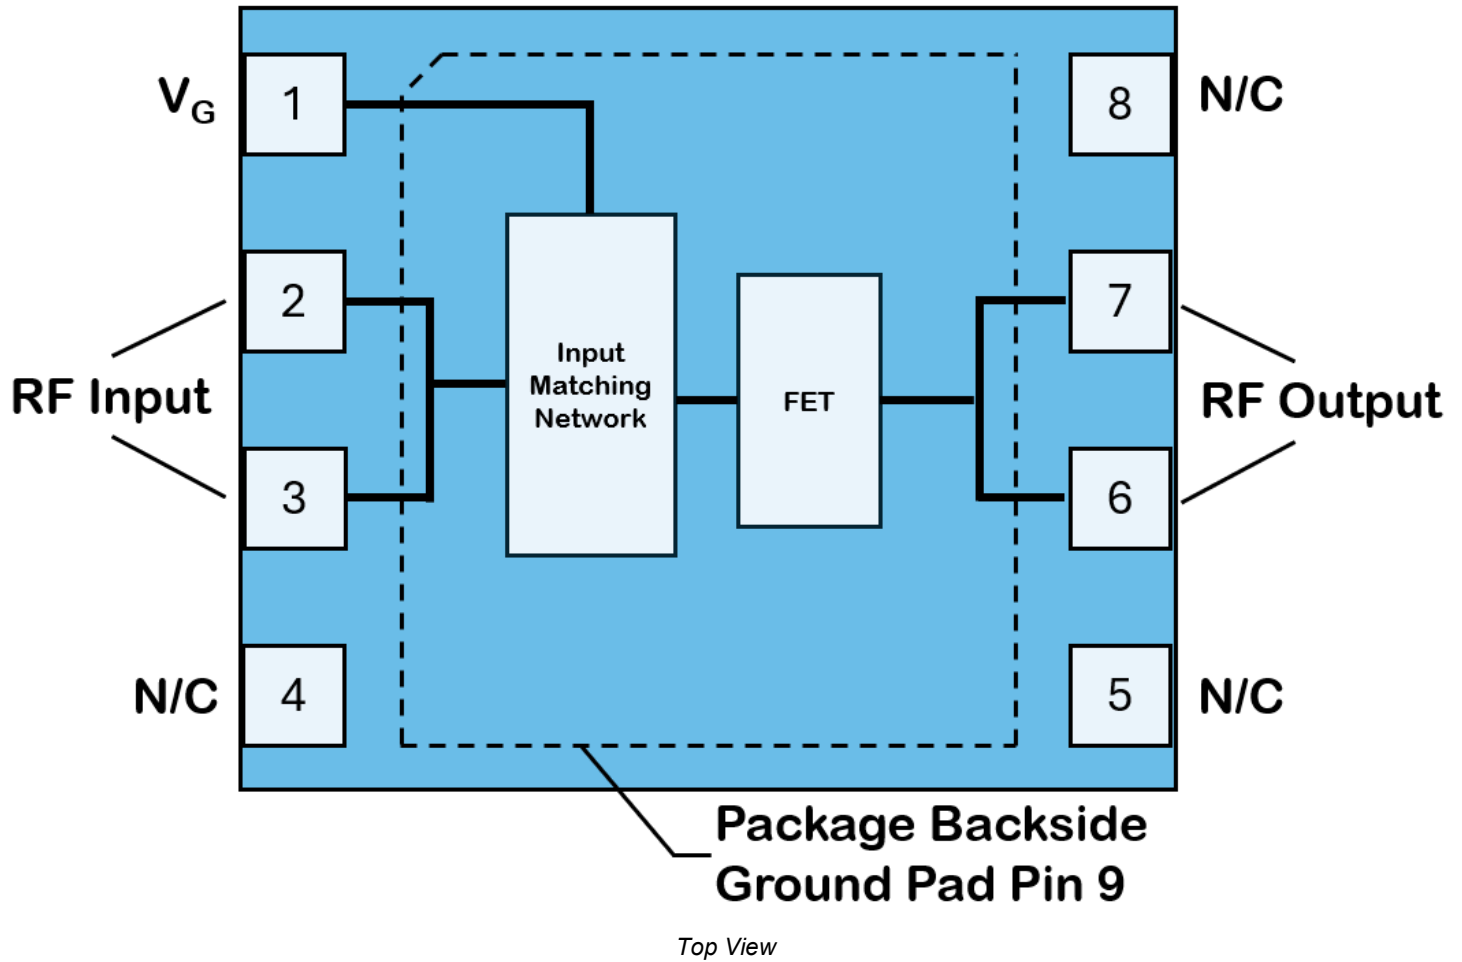 V_G
1
8
N/C
2
7
RF Input
Input
Matching
Network
FET
RF Output
3
6
N/C
4
5
N/C
Package Backside
Ground Pad Pin 9
Top View